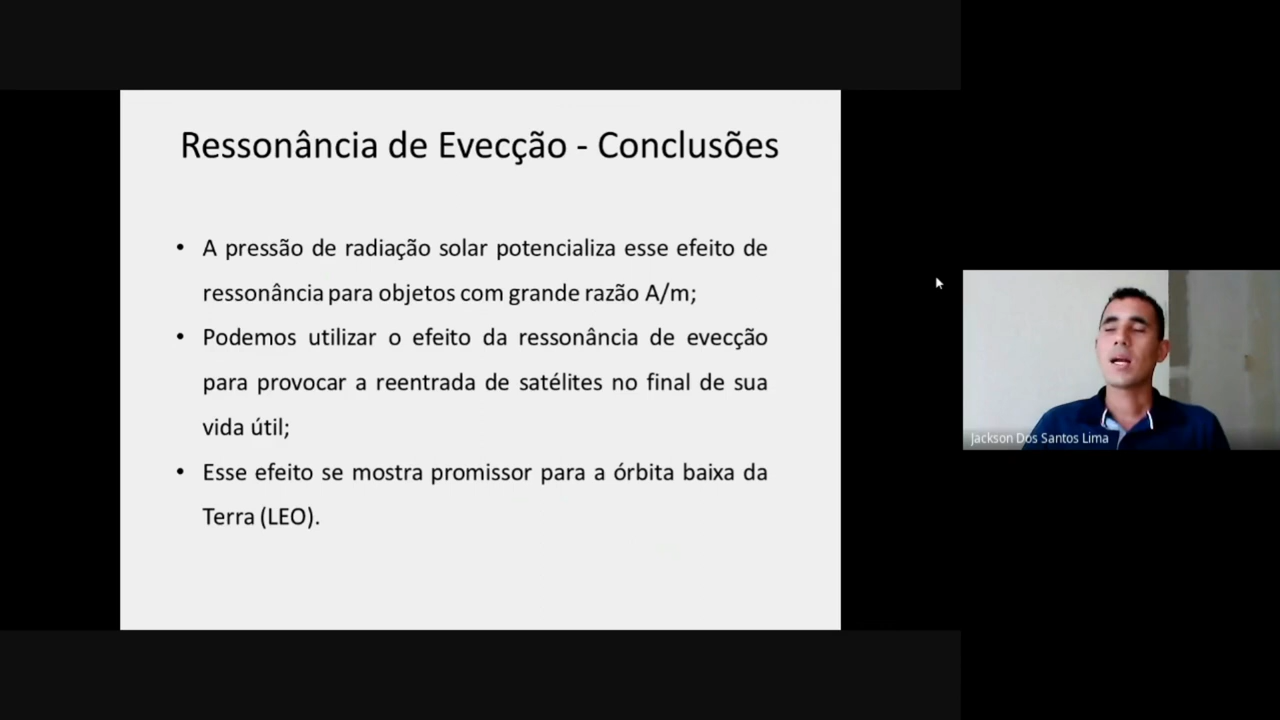 Ressonância de Evecção - Conclusões
• A pressão de radiação solar potencializa esse efeito de
ressonância para objetos com grande razão A/m;
• Podemos utilizar o efeito da ressonância de evecção
para provocar a reentrada de satélites no final de sua
vida útil;
• Esse efeito se mostra promissor para a órbita baixa da
Terra (LEO).
Jackson Dos Santos Lima